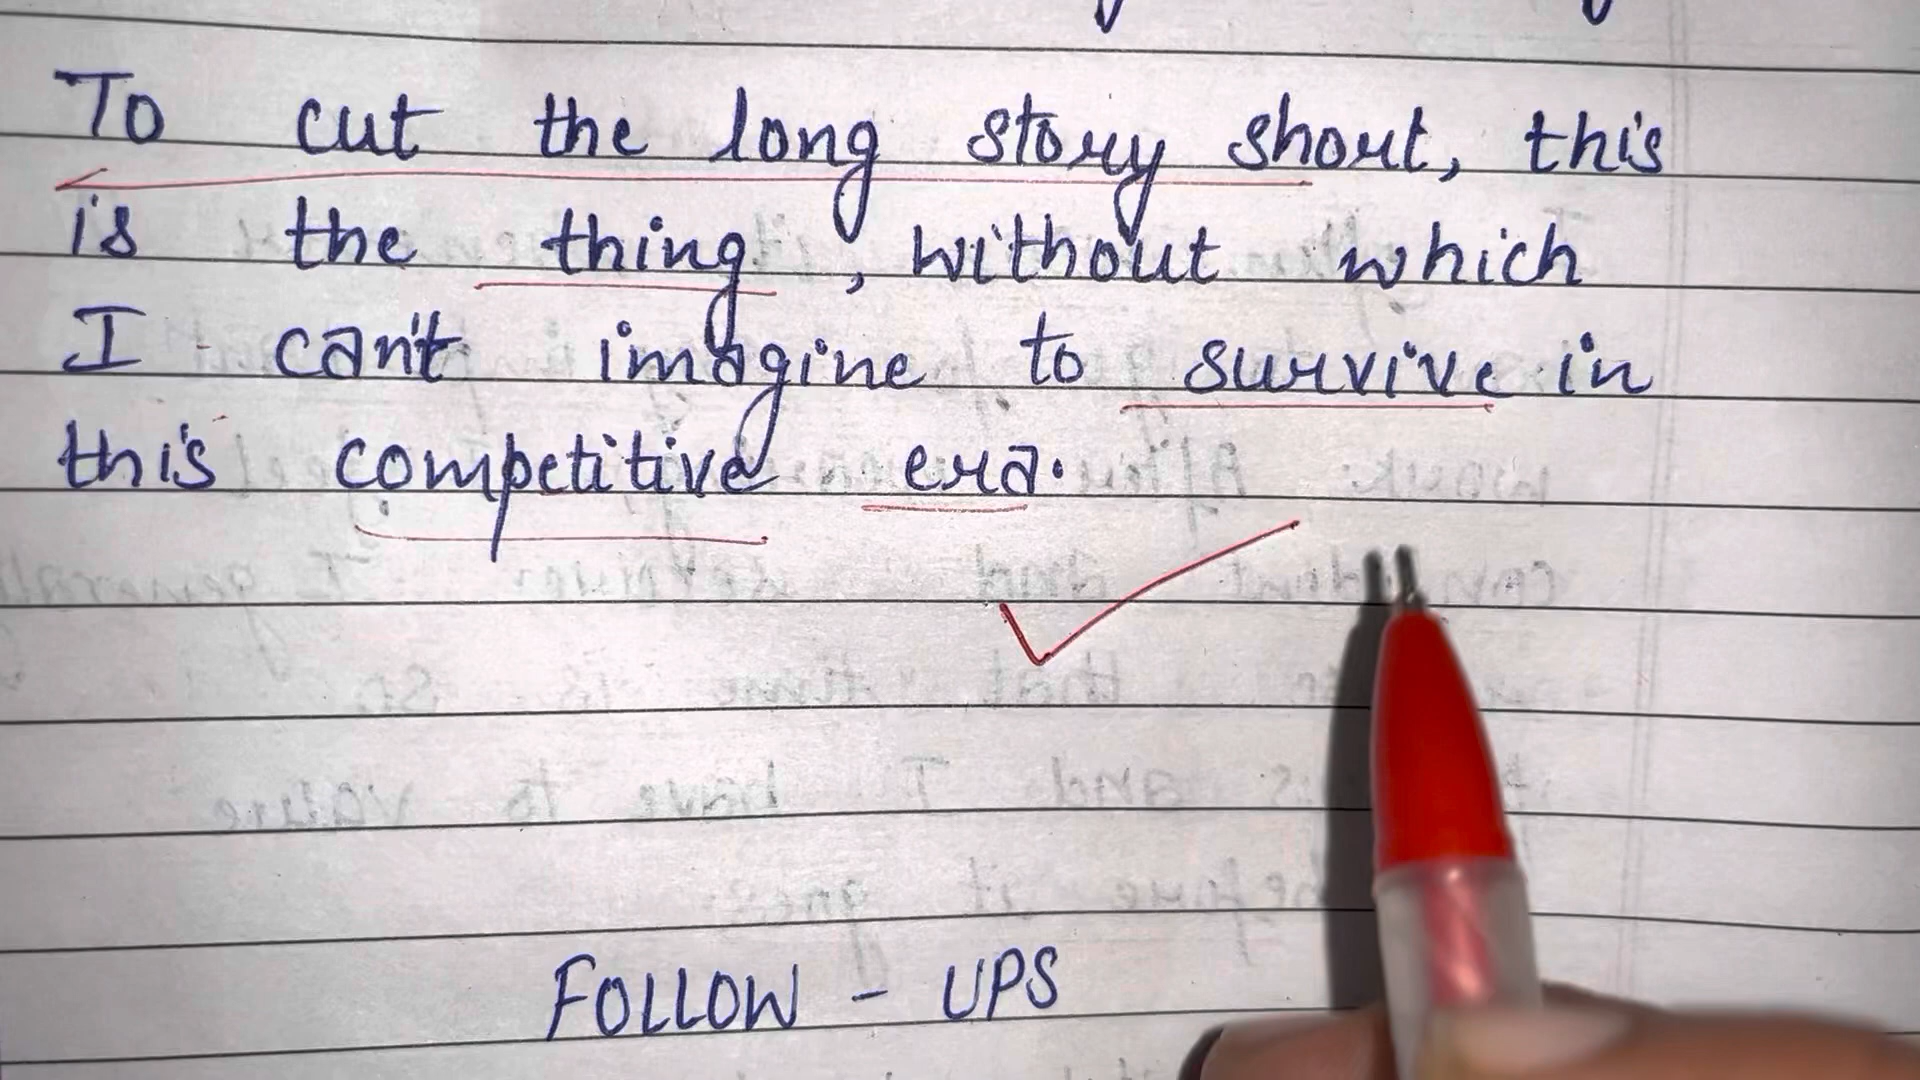 To cut the long story short, this
is the thing, without which
I can't imagine to survive in
this competitive era.
FOLLOW - UPS